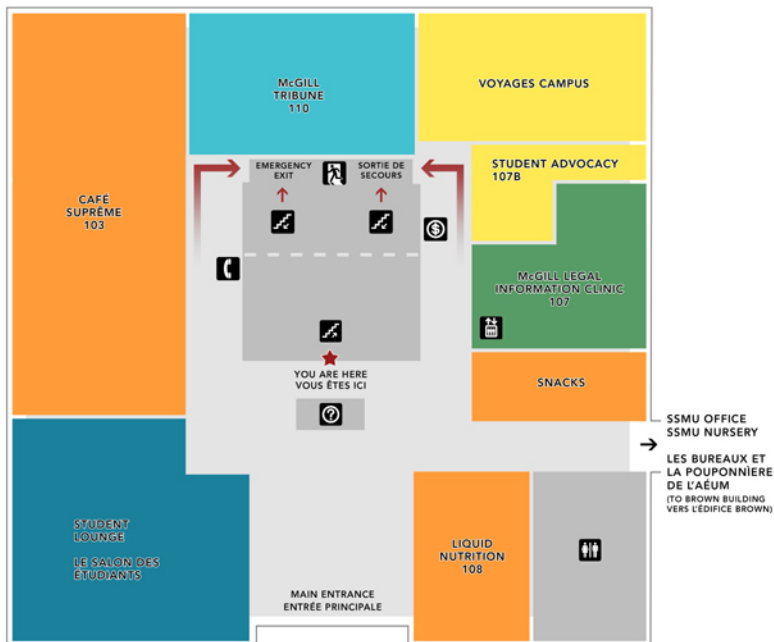 McGILL
TRIBUNE
110
VOYAGES CAMPUS
CAFÉ
SUPRÊME
103
EMERGENCY
EXIT
SORTIE DE
SECOURS
STUDENT ADVOCACY
107B
$
McGILL LEGAL
INFORMATION CLINIC
107
YOU ARE HERE
VOUS ÊTES ICI
?
SNACKS
SSMU OFFICE
SSMU NURSERY
LES BUREAUX ET
LA POUPONNÌERE
DE L'AÉUM
(TO BROWN BUILDING
VERS L'ÉDIFICE BROWN)
STUDENT
LOUNGE
LE SALON DES
ÉTUDIANTS
LIQUID
NUTRITION
108
MAIN ENTRANCE
ENTRÉE PRINCIPALE